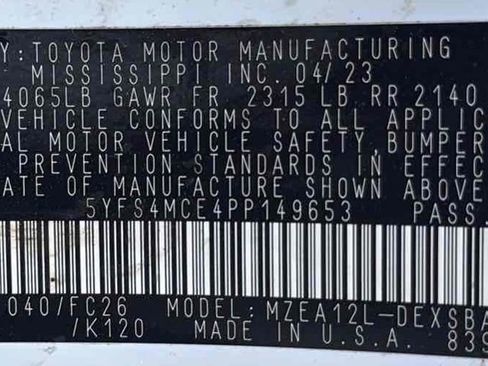 Y: TOYOTA MOTOR MANUFACTURING
MISSISSIPPI INC. 04/23
4065LB GAWR FR 2315 LB RR 2140
VEHICLE CONFORMS TO ALL APPLIC
AL MOTOR VEHICLE SAFETY, BUMPER
PREVENTION STANDARDS IN EFFEC
ATE OF MANUFACTURE SHOWN ABOVE
5YFS4MCE4PP149653 PASS
040/FC26 MODEL: MZEA12L-DEXSBA
/K120 MADE IN U.S.A. 839